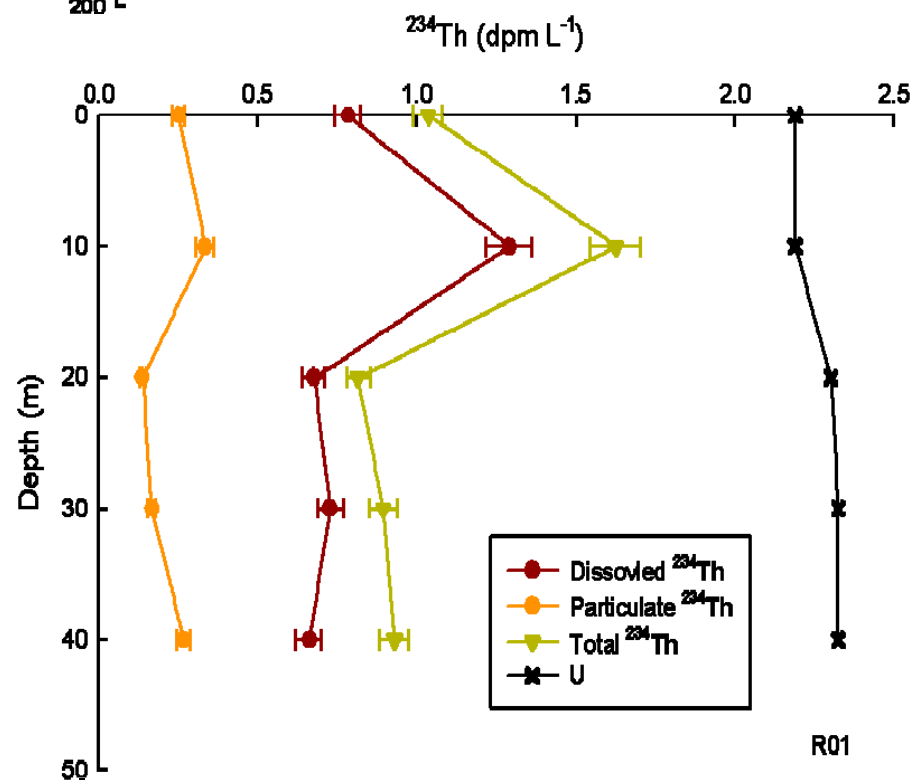 200
²³⁴Th (dpm L⁻¹)
0.0 0.5 1.0 1.5 2.0 2.5
0
10
20
30
40
50
Depth (m)
Dissovled ²³⁴Th
Particulate ²³⁴Th
Total ²³⁴Th
U
R01